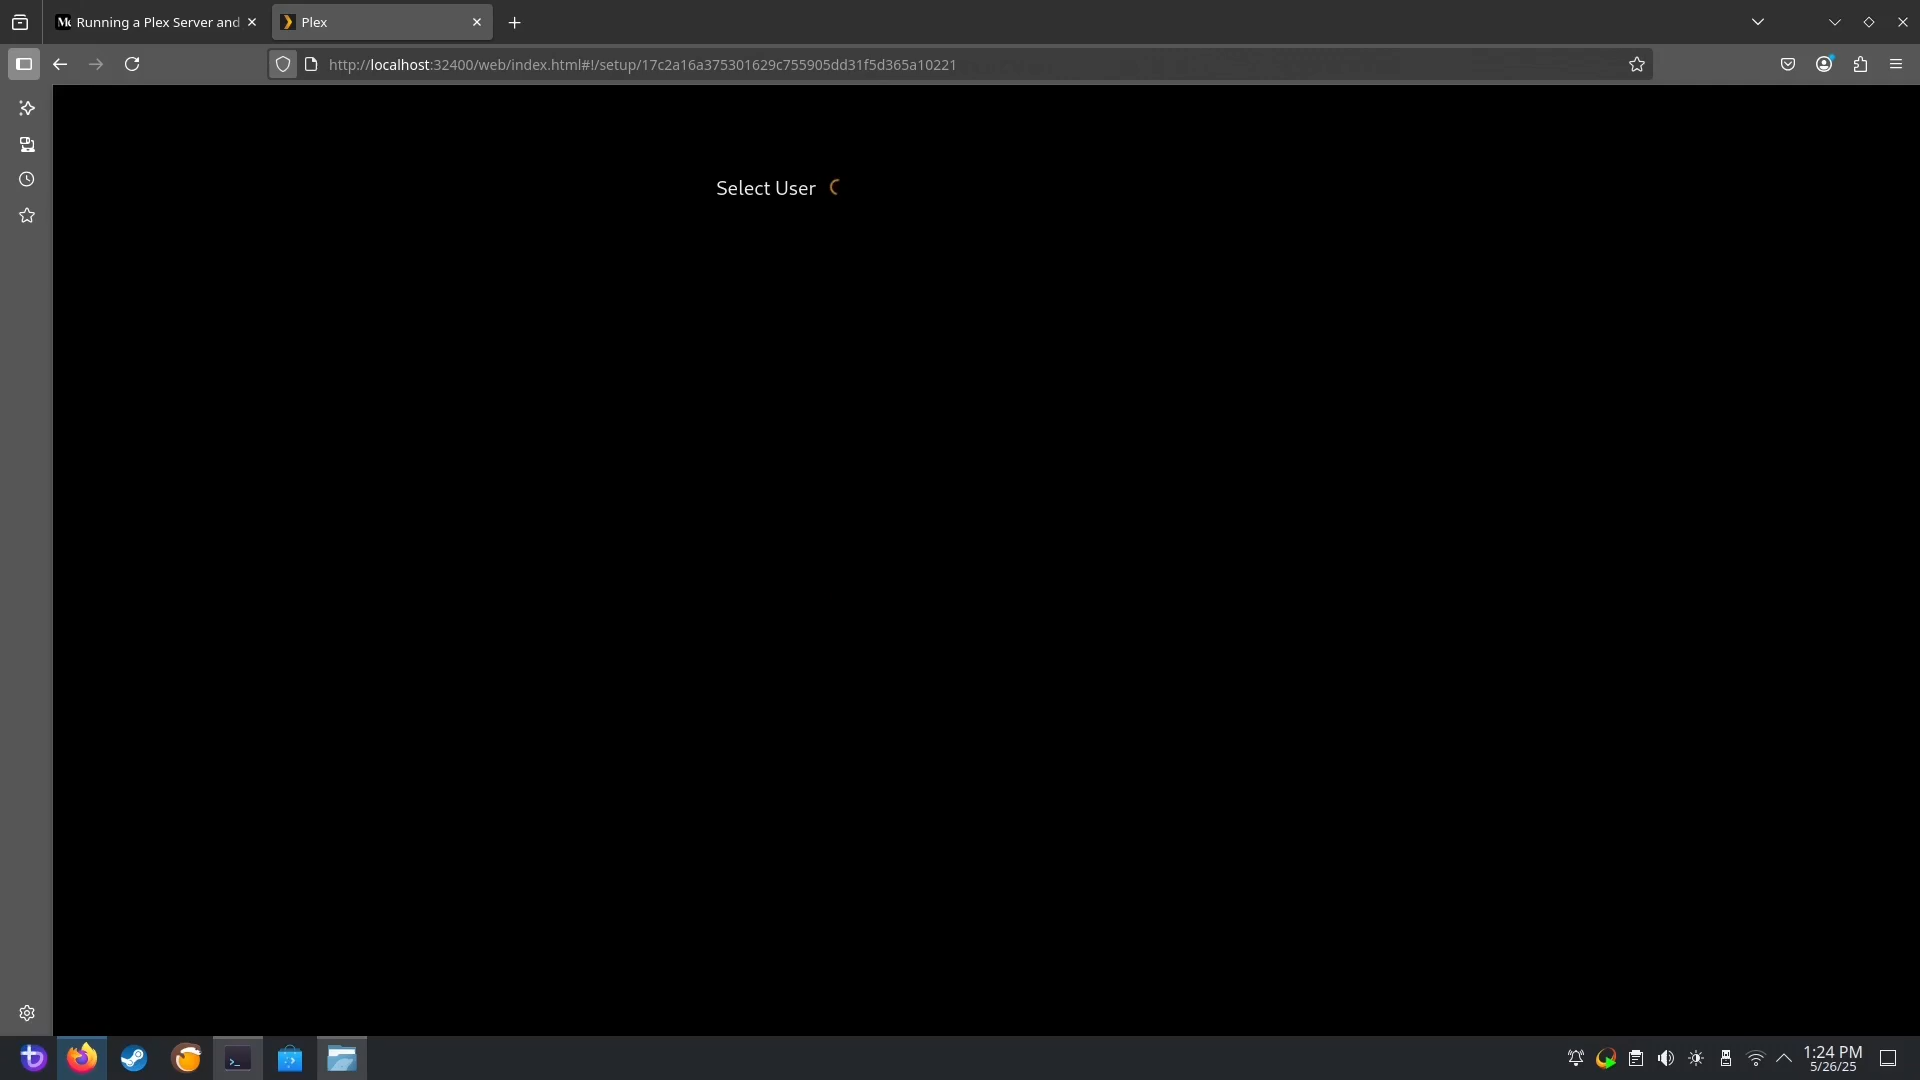 Running a Plex Server and
Plex
http://localhost:32400/web/index.html#!/setup/17c2a16a375301629c755905dd31f5d365a10221
Select User
1:24 PM
5/26/25